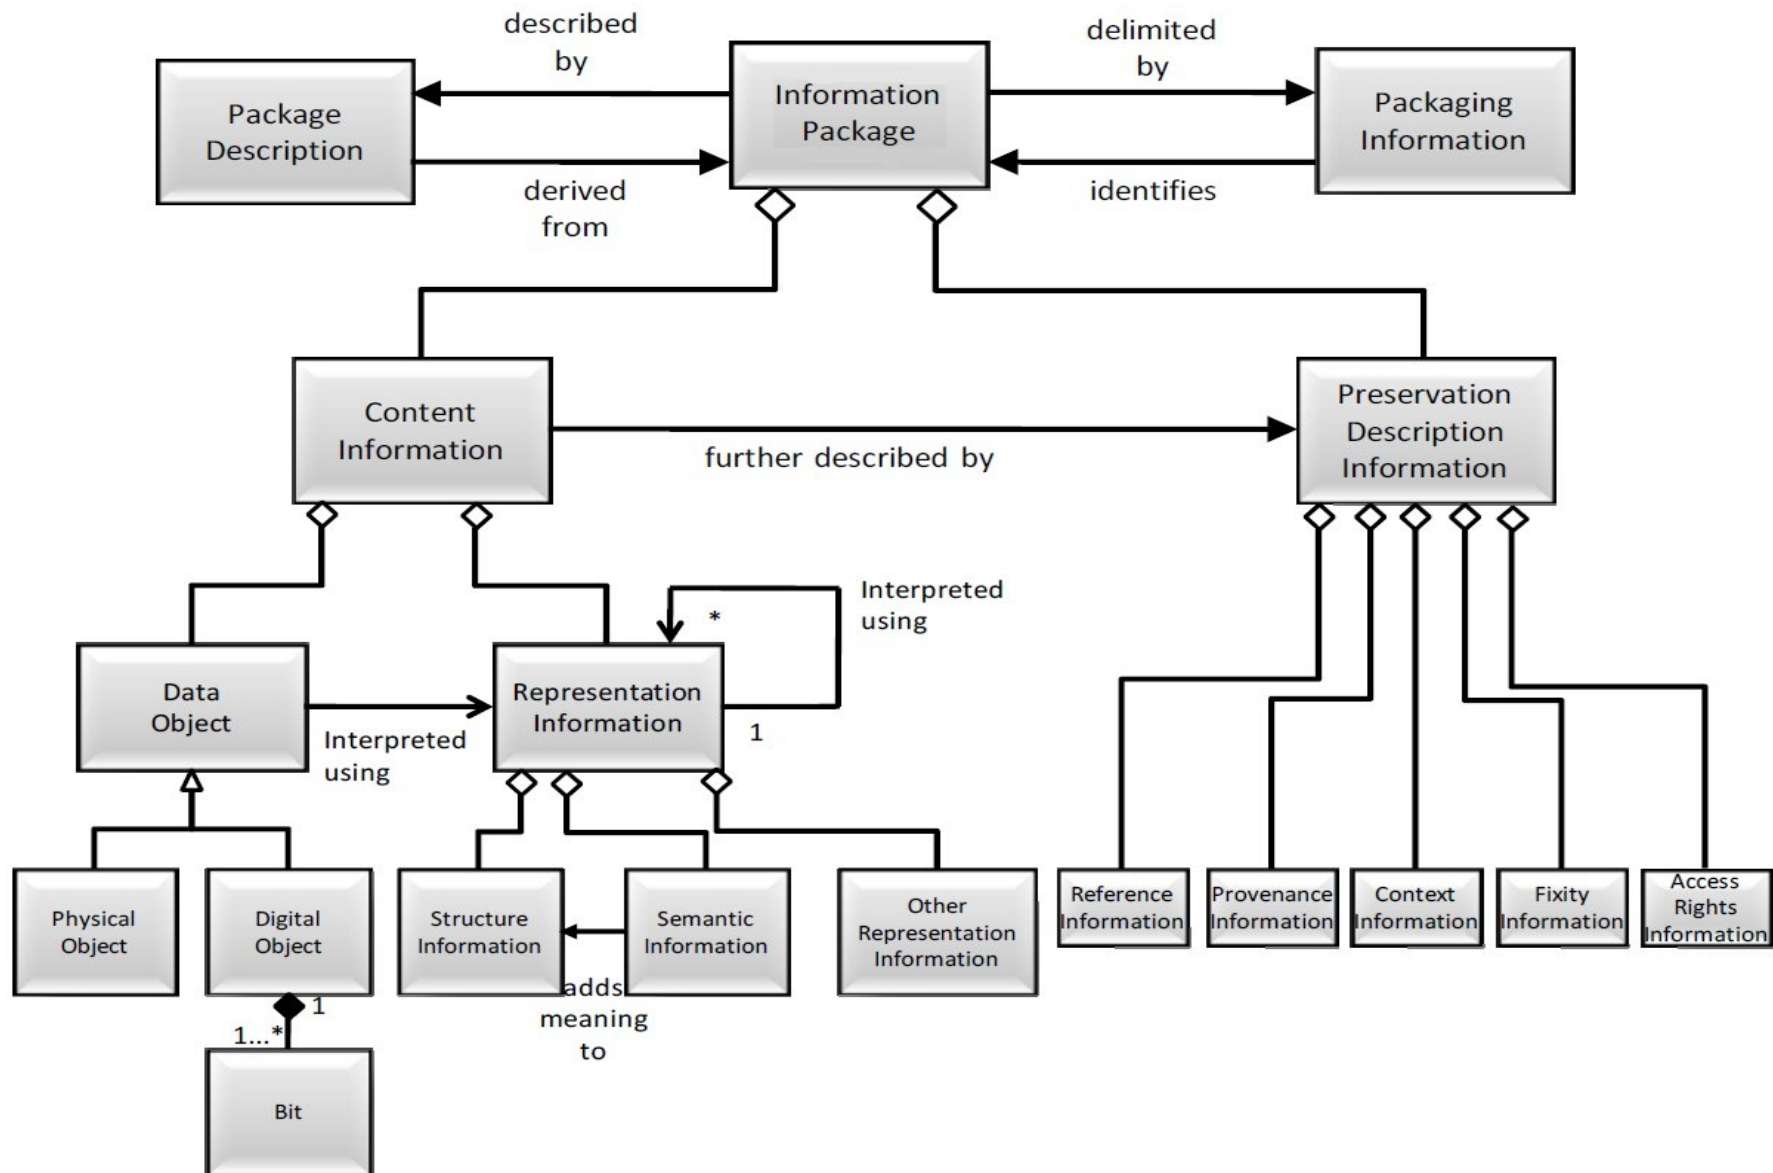 described
by
delimited
by
Package
Description
Information
Package
Packaging
Information
derived
from
identifies
Content
Information
further described by
Preservation
Description
Information
Interpreted
using
*
Data
Object
Interpreted
using
Representation
Information
1
Physical
Object
Digital
Object
Structure
Information
Semantic
Information
Other
Representation
Information
Reference
Information
Provenance
Information
Context
Information
Fixity
Information
Access
Rights
Information
adds
meaning
to
1
1...*
Bit